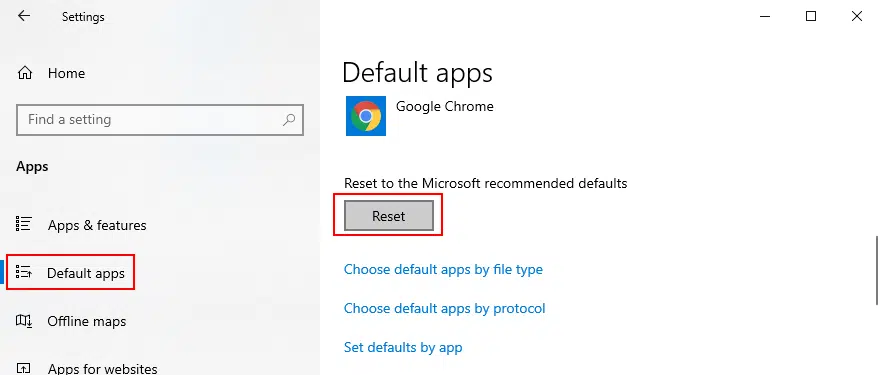 Settings
Home
Find a setting
Apps
Apps & features
Default apps
Offline maps
Apps for websites
Default apps
Google Chrome
Reset to the Microsoft recommended defaults
Reset
Choose default apps by file type
Choose default apps by protocol
Set defaults by app